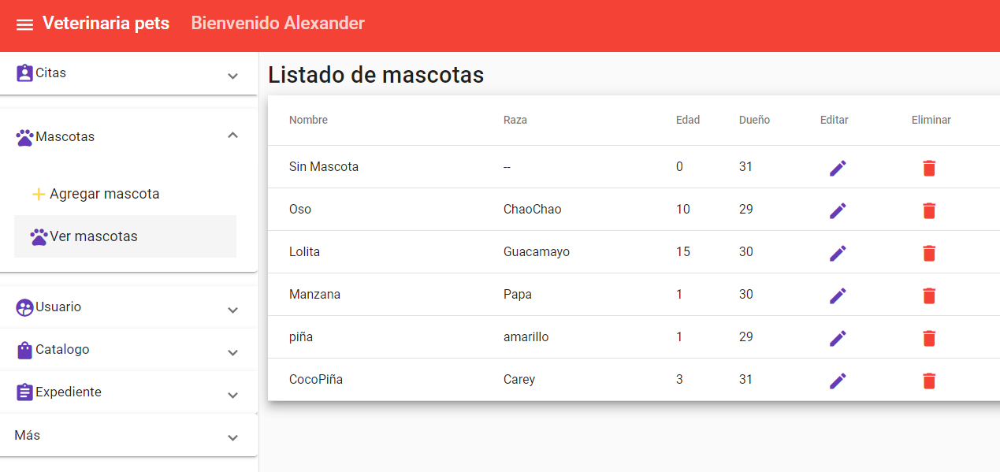 Veterinaria pets Bienvenido Alexander
Citas
Mascotas
Agregar mascota
Ver mascotas
Usuario
Catalogo
Expediente
Más
Listado de mascotas
Nombre Raza Edad Dueño Editar Eliminar
Sin Mascota -- 0 31
Oso ChaoChao 10 29
Lolita Guacamayo 15 30
Manzana Papa 1 30
piña amarillo 1 29
CocoPiña Carey 3 31